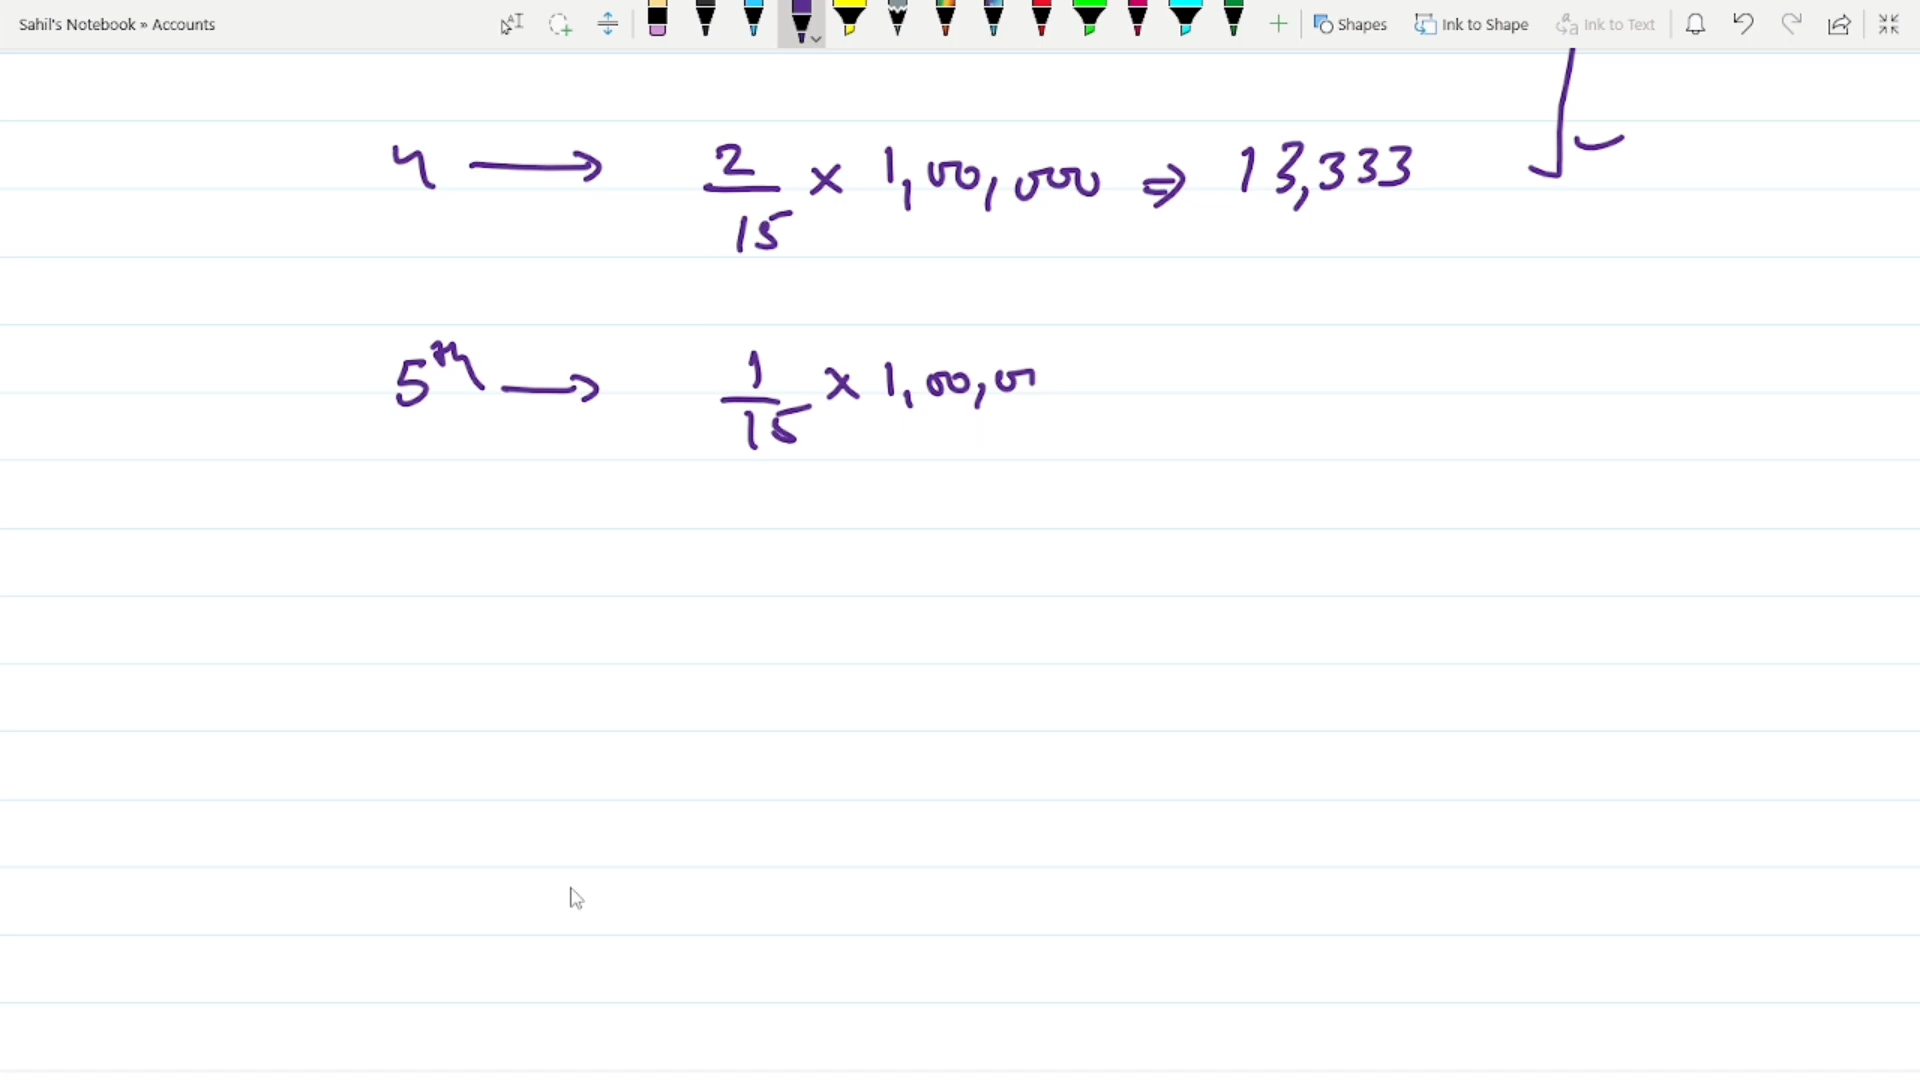 Sahil's Notebook » Accounts
Shapes
Ink to Shape
Ink to Text
4 → 2/15 × 1,00,000 ⇒ 13,333
5th → 1/15 × 1,00,00